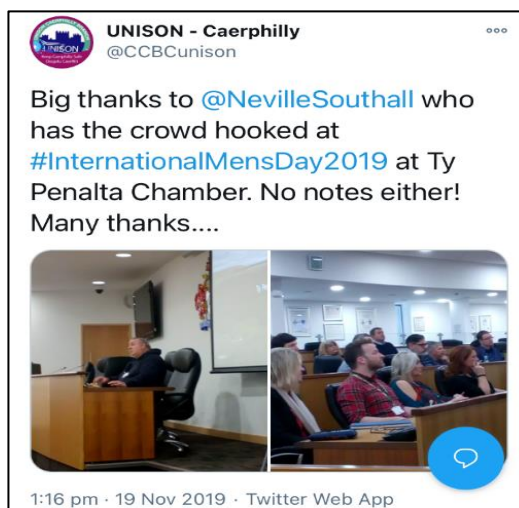 UNISON - Caerphilly
@CCBCunison
Big thanks to @NevilleSouthall who
has the crowd hooked at
#InternationalMensDay2019 at Ty
Penalta Chamber. No notes either!
Many thanks....
1:16 pm · 19 Nov 2019 · Twitter Web App
UNISON